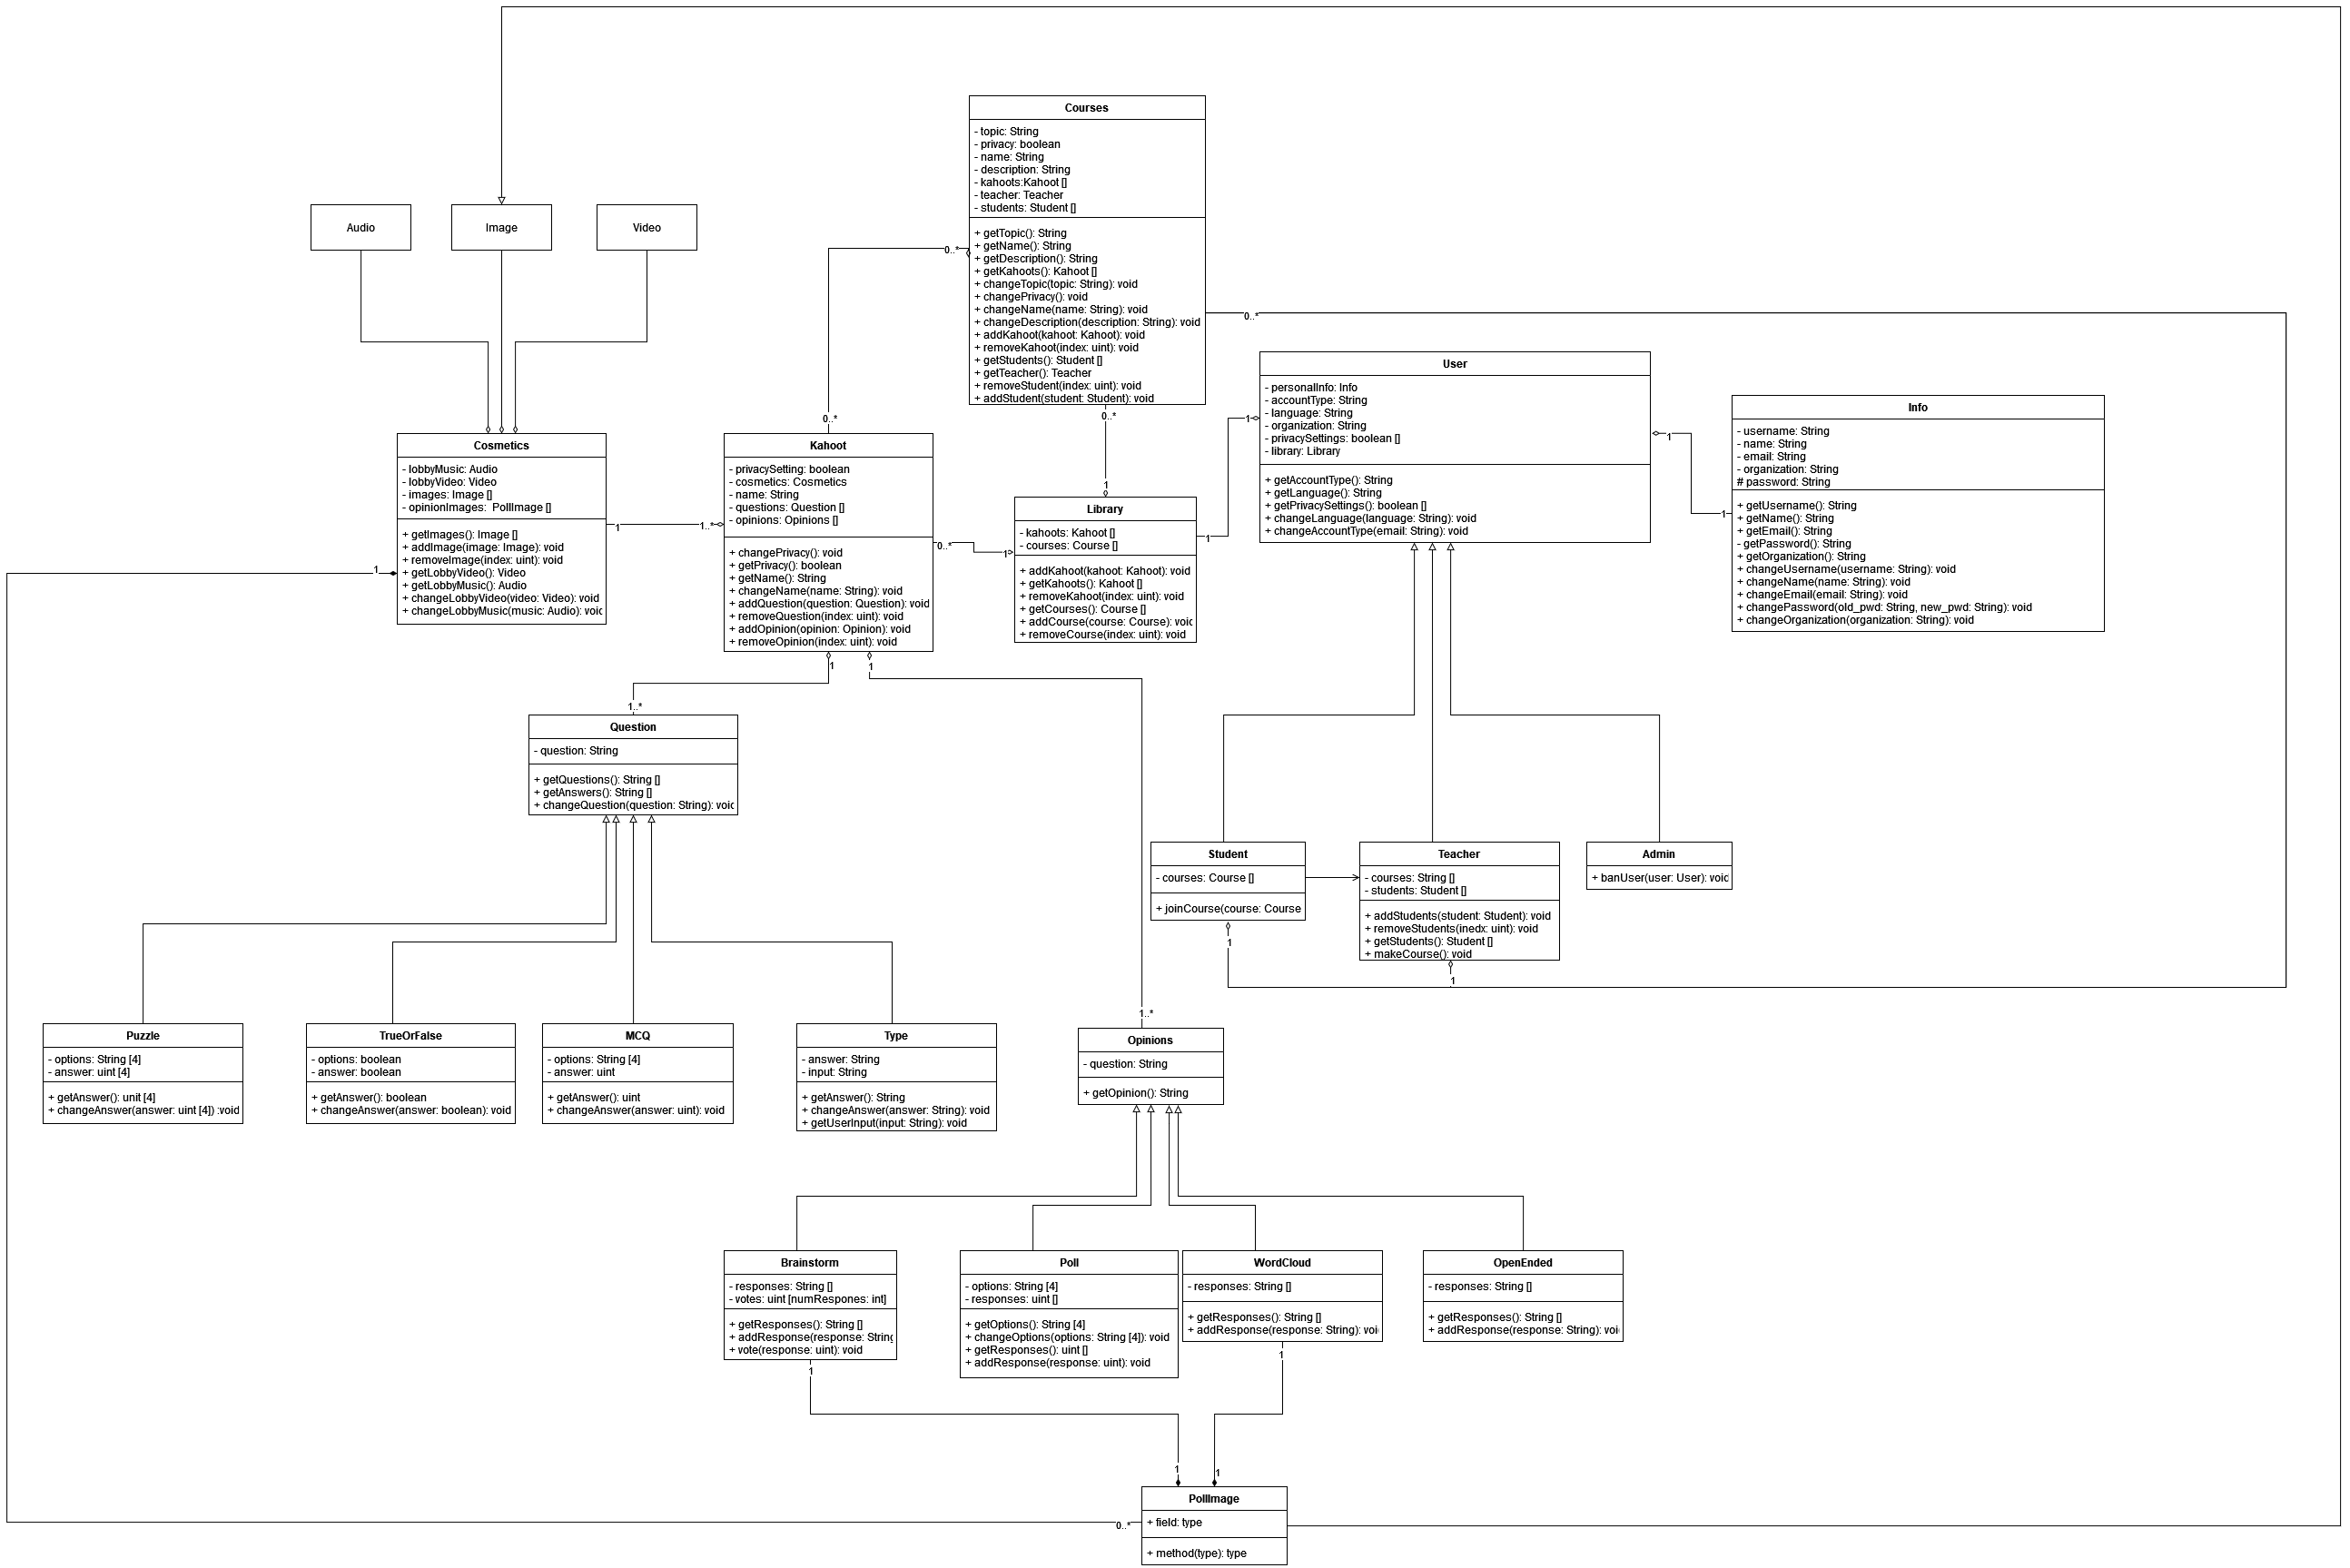 Courses
- topic: String
- privacy: boolean
- name: String
- description: String
- kahoots:Kahoot []
- teacher: Teacher
- students: Student []
+ getTopic(): String
+ getName(): String
+ getDescription(): String
+ getKahoots(): Kahoot []
+ changeTopic(topic: String): void
+ changePrivacy(): void
+ changeName(name: String): void
+ changeDescription(description: String): void
+ addKahoot(kahoot: Kahoot): void
+ removeKahoot(index: uint): void
+ getStudents(): Student []
+ getTeacher(): Teacher
+ removeStudent(index: uint): void
+ addStudent(student: Student): void
0..*
0..*
0..*
0..*
1
Audio
Image
Video
Cosmetics
- lobbyMusic: Audio
- lobbyVideo: Video
- images: Image []
- opinionImages:  PollImage []
+ getImages(): Image []
+ addImage(image: Image): void
+ removeImage(index: uint): void
+ getLobbyVideo(): Video
+ getLobbyMusic(): Audio
+ changeLobbyVideo(video: Video): void
+ changeLobbyMusic(music: Audio): void
1
1
1..*
Kahoot
- privacySetting: boolean
- cosmetics: Cosmetics
- name: String
- questions: Question []
- opinions: Opinions []
+ changePrivacy(): void
+ getPrivacy(): boolean
+ getName(): String
+ changeName(name: String): void
+ addQuestion(question: Question): void
+ removeQuestion(index: uint): void
+ addOpinion(opinion: Opinion): void
+ removeOpinion(index: uint): void
0..*
1
1
1
Library
- kahoots: Kahoot []
- courses: Course []
+ addKahoot(kahoot: Kahoot): void
+ getKahoots(): Kahoot []
+ removeKahoot(index: uint): void
+ getCourses(): Course []
+ addCourse(course: Course): void
+ removeCourse(index: uint): void
1
1
User
- personalInfo: Info
- accountType: String
- language: String
- organization: String
- privacySettings: boolean []
- library: Library
+ getAccountType(): String
+ getLanguage(): String
+ getPrivacySettings(): boolean []
+ changeLanguage(language: String): void
+ changeAccountType(email: String): void
1
1
Info
- username: String
- name: String
- email: String
- organization: String
# password: String
+ getUsername(): String
+ getName(): String
+ getEmail(): String
- getPassword(): String
+ getOrganization(): String
+ changeUsername(username: String): void
+ changeName(name: String): void
+ changeEmail(email: String): void
+ changePassword(old_pwd: String, new_pwd: String): void
+ changeOrganization(organization: String): void
1..*
Question
- question: String
+ getQuestions(): String []
+ getAnswers(): String []
+ changeQuestion(question: String): void
Student
- courses: Course []
+ joinCourse(course: Course
1
Teacher
- courses: String []
- students: Student []
+ addStudents(student: Student): void
+ removeStudents(inedx: uint): void
+ getStudents(): Student []
+ makeCourse(): void
1
Admin
+ banUser(user: User): void
Puzzle
- options: String [4]
- answer: uint [4]
+ getAnswer(): unit [4]
+ changeAnswer(answer: uint [4]) :void
TrueOrFalse
- options: boolean
- answer: boolean
+ getAnswer(): boolean
+ changeAnswer(answer: boolean): void
MCQ
- options: String [4]
- answer: uint
+ getAnswer(): uint
+ changeAnswer(answer: uint): void
Type
- answer: String
- input: String
+ getAnswer(): String
+ changeAnswer(answer: String): void
+ getUserInput(input: String): void
1..*
Opinions
- question: String
+ getOpinion(): String
Brainstorm
- responses: String []
- votes: uint [numRespones: int]
+ getResponses(): String []
+ addResponse(response: String
+ vote(response: uint): void
1
Poll
- options: String [4]
- responses: uint []
+ getOptions(): String [4]
+ changeOptions(options: String [4]): void
+ getResponses(): uint []
+ addResponse(response: uint): void
WordCloud
- responses: String []
+ getResponses(): String []
+ addResponse(response: String): voi
1
OpenEnded
- responses: String []
+ getResponses(): String []
+ addResponse(response: String): voi
1
1
0..*
PollImage
+ field: type
+ method(type): type